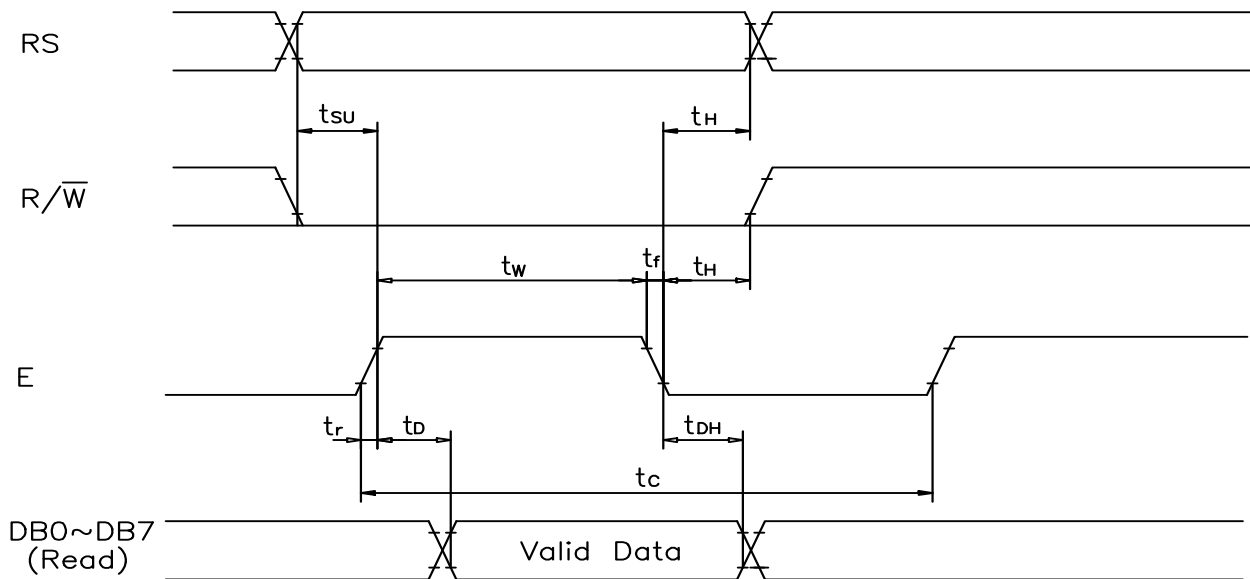 RS
tSU
tH
R/W̅
tW
tf
tH
E
tr
tD
tDH
tC
DB0~DB7
(Read)
Valid Data